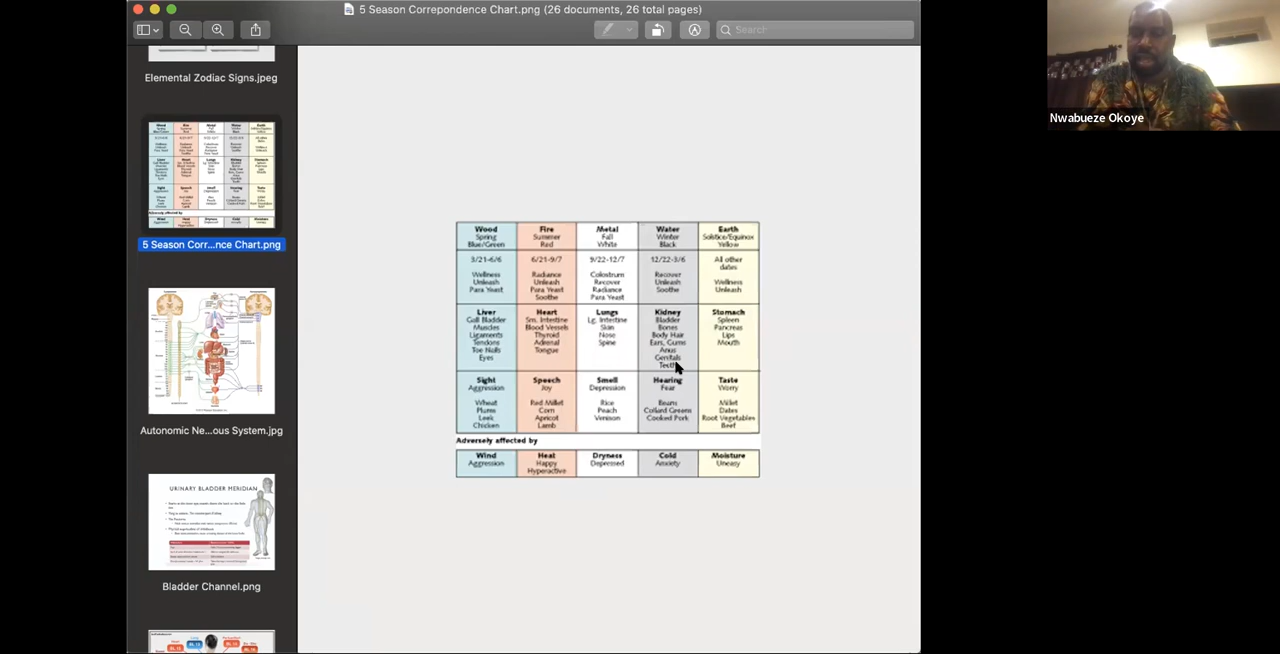 5 Season Correpondence Chart.png (26 documents, 26 total pages)
Search
Nwabueze Okoye
Elemental Zodiac Signs.jpeg
5 Season Corr...nce Chart.png
Autonomic Ne...ous System.jpg
URINARY BLADDER MERIDIAN
Bladder Channel.png
Wood Fire Metal Water Earth
Spring Summer Fall Winter Solstice/Equinox
Blue/Green Red White Black Yellow
3/21-6/6 6/21-9/7 9/22-12/7 12/22-3/6 All other
dates
Wellness Radiance Colostrum Recover
Unleash Unleash Recover Unleash Wellness
Para Yeast Para Yeast Radiance Soothe Unleash
Soothe Para Yeast
Liver Heart Lungs Kidney Stomach
Gall Bladder Sm. Intestine Lg. Intestine Bladder Spleen
Muscles Blood Vessels Skin Bones Pancreas
Ligaments Thyroid Nose Body Hair Lips
Tendons Adrenal Spine Ears, Gums Mouth
Toe Nails Tongue Anus
Eyes Genitals
Teeth
Sight Speech Smell Hearing Taste
Aggression Joy Depression Fear Worry
Wheat Red Millet Rice Beans Millet
Plums Corn Peach Collard Greens Dates
Leek Apricot Venison Cooked Pork Root Vegetables
Chicken Lamb Beef
Adversely affected by
Wind Heat Dryness Cold Moisture
Aggression Happy Depressed Anxiety Uneasy
Hyperactive